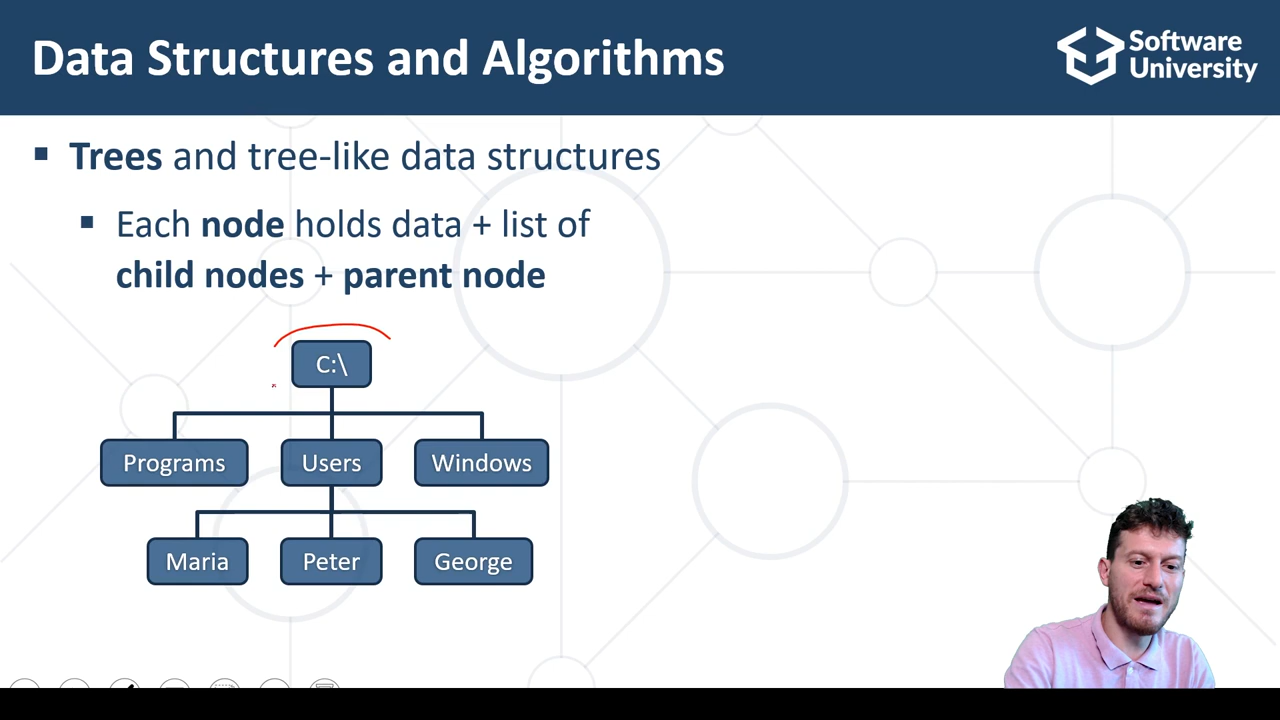 Data Structures and Algorithms
Software
University
Trees and tree-like data structures
Each node holds data + list of
child nodes + parent node
C:\
Programs
Users
Windows
Maria
Peter
George